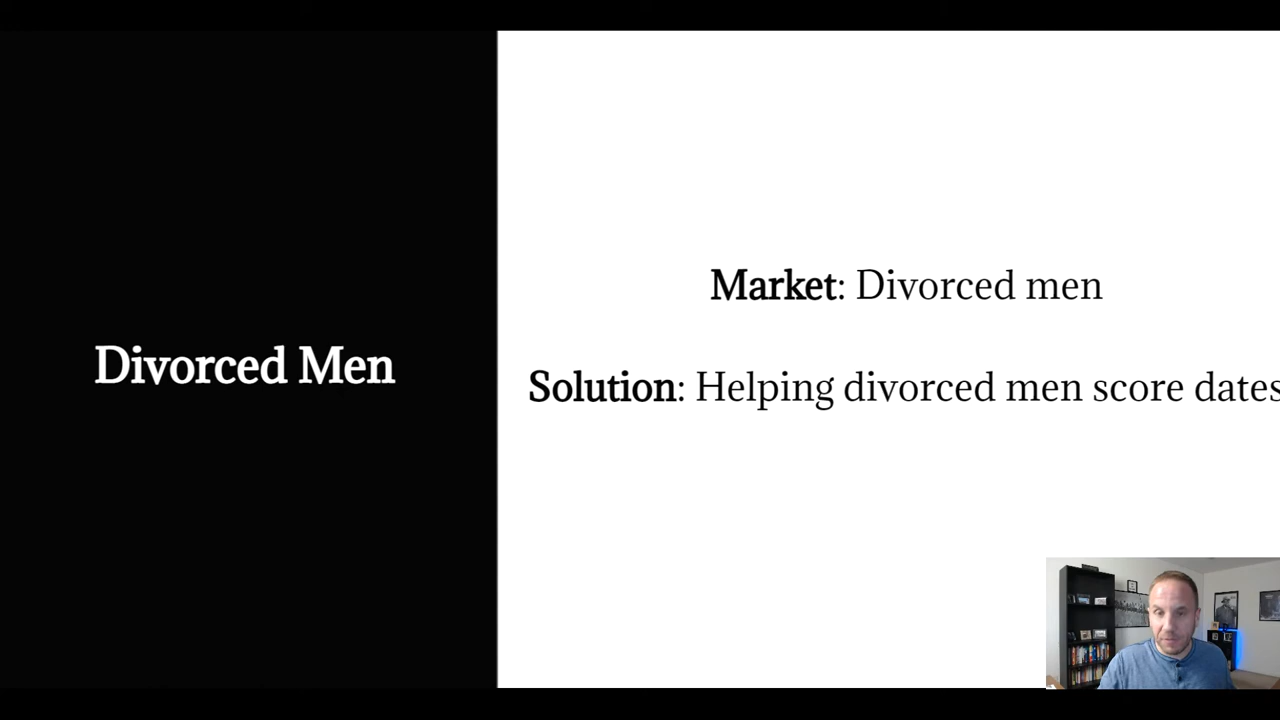 Divorced Men
Market: Divorced men
Solution: Helping divorced men score dates